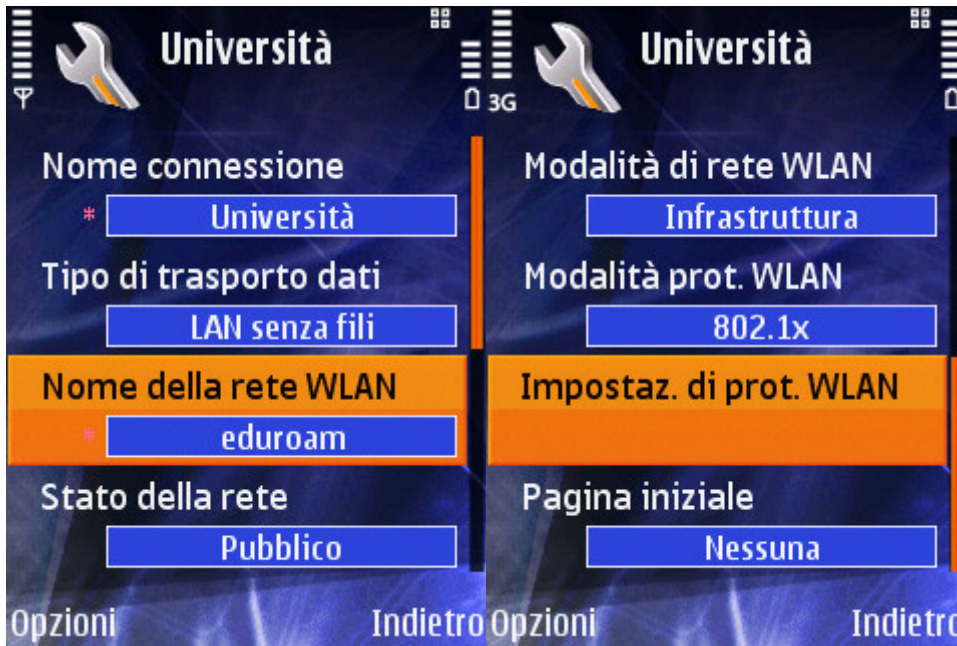 Università
Nome connessione
* Università
Tipo di trasporto dati
LAN senza fili
Nome della rete WLAN
* eduroam
Stato della rete
Pubblico
Opzioni Indietro
Università
3G
Modalità di rete WLAN
Infrastruttura
Modalità prot. WLAN
802.1x
Impostaz. di prot. WLAN
Pagina iniziale
Nessuna
Opzioni Indietro